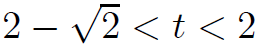 2 − √2 < t < 2